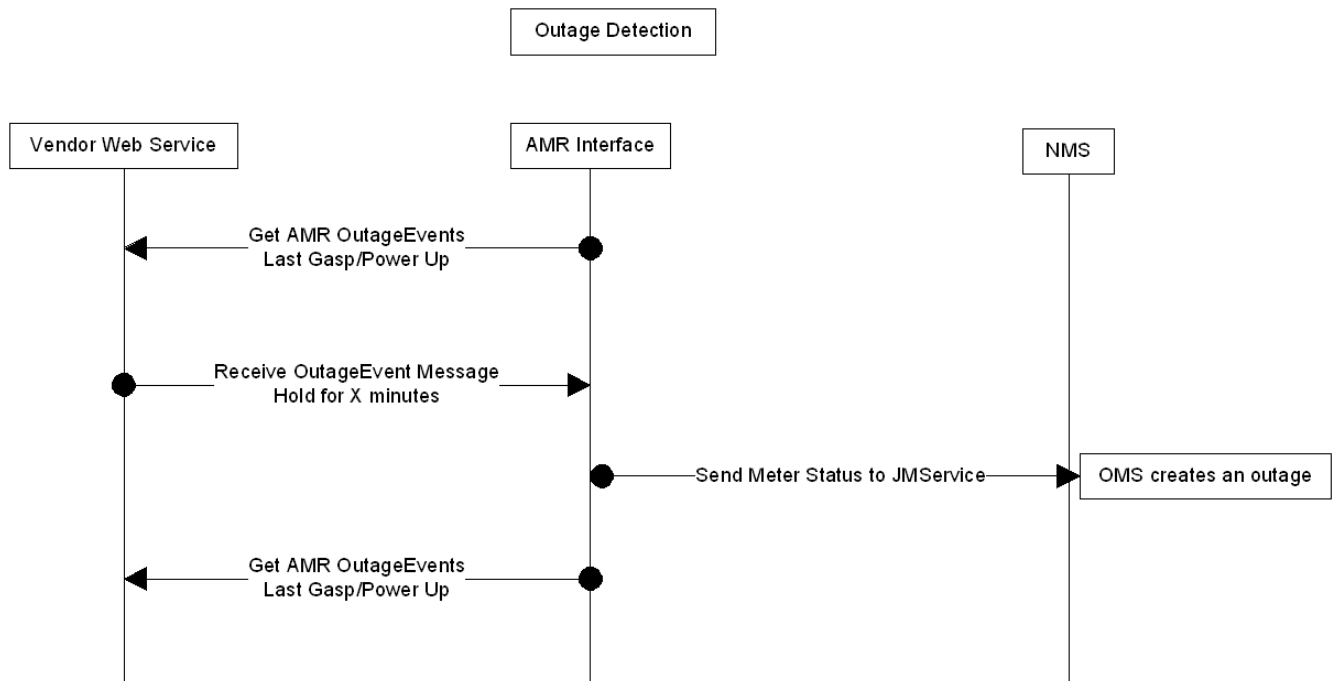 Outage Detection
Vendor Web Service
AMR Interface
NMS
Get AMR OutageEvents
Last Gasp/Power Up
Receive OutageEvent Message
Hold for X minutes
Send Meter Status to JMService
OMS creates an outage
Get AMR OutageEvents
Last Gasp/Power Up